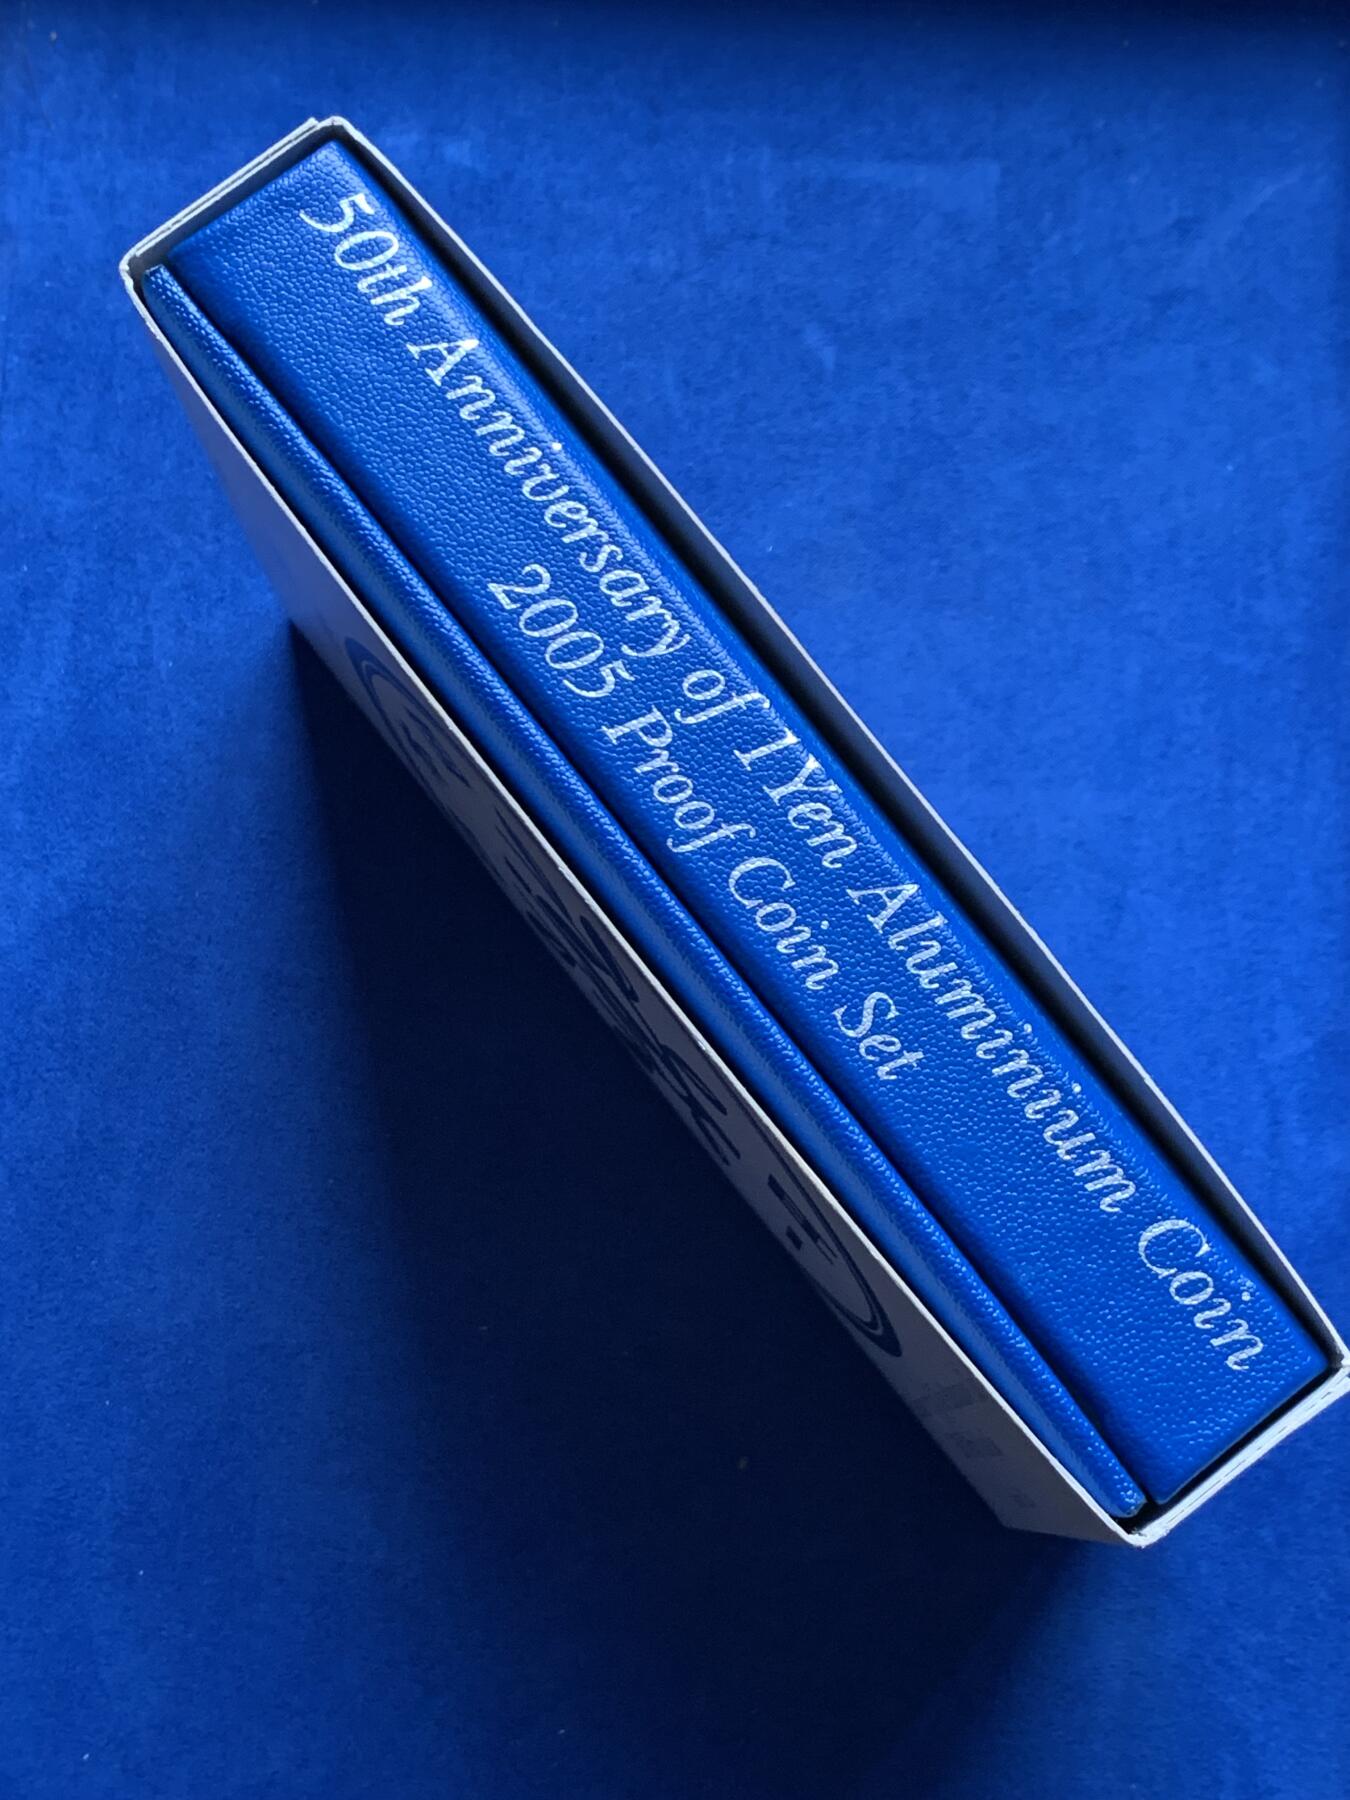 50th Anniversary of 1Yen Aluminium Coin
2005 Proof Coin Set